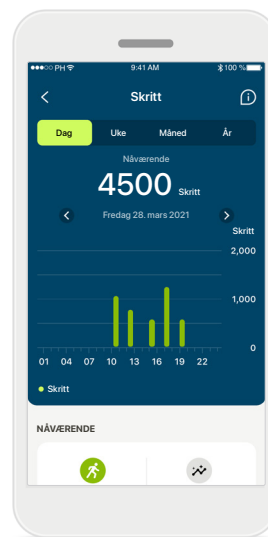 PH 9:41 AM 100 %
Skritt
Dag Uke Måned År
Nåværende
4500 Skritt
Fredag 28. mars 2021
Skritt
2,000
1,000
0
01 04 07 10 13 16 19 22
Skritt
NÅVÆRENDE